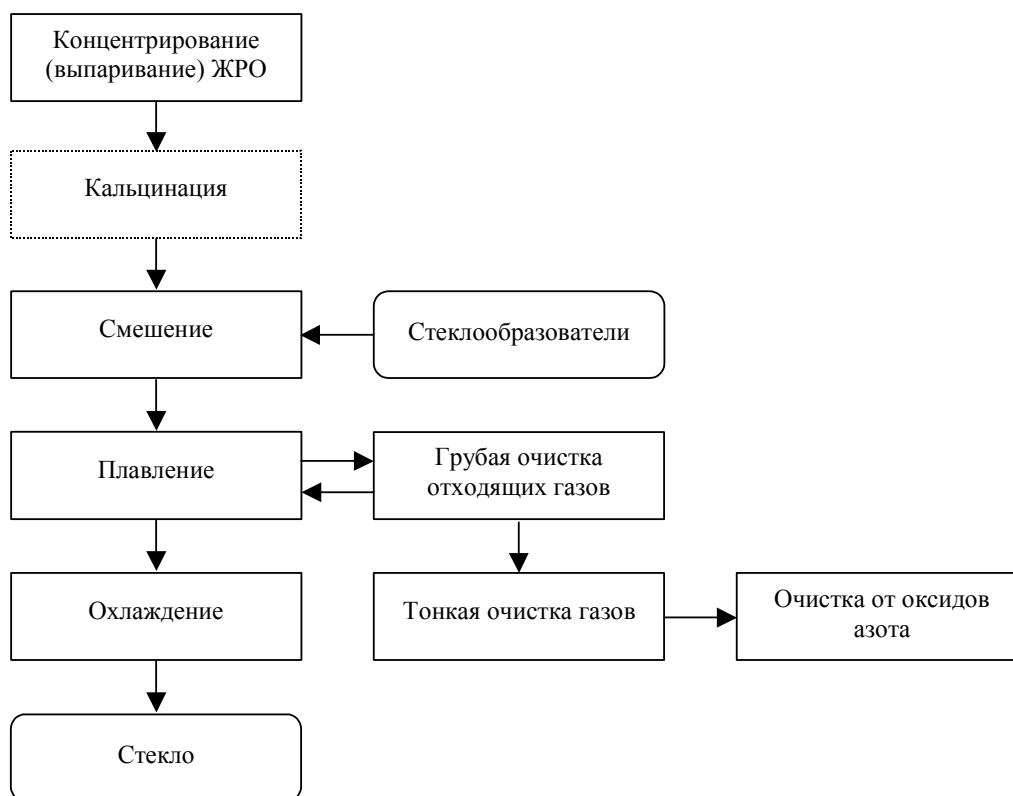 Концентрирование
(выпаривание) ЖРО
Кальцинация
Смешение
Стеклообразователи
Плавление
Грубая очистка
отходящих газов
Охлаждение
Тонкая очистка газов
Очистка от оксидов
азота
Стекло